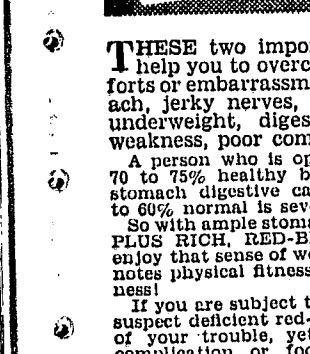 THESE two impo
help you to overc
forts or embarrassm
ach, jerky nerves,
underweight, diges
weakness, poor com
A person who is op
70 to 75% healthy b
stomach digestive ca
to 60% normal is sev
So with ample stom
PLUS RICH, RED-B
enjoy that sense of w
notes physical fitness
ness!
If you are subject t
suspect deficient red-
of your trouble, yet
complication or foc